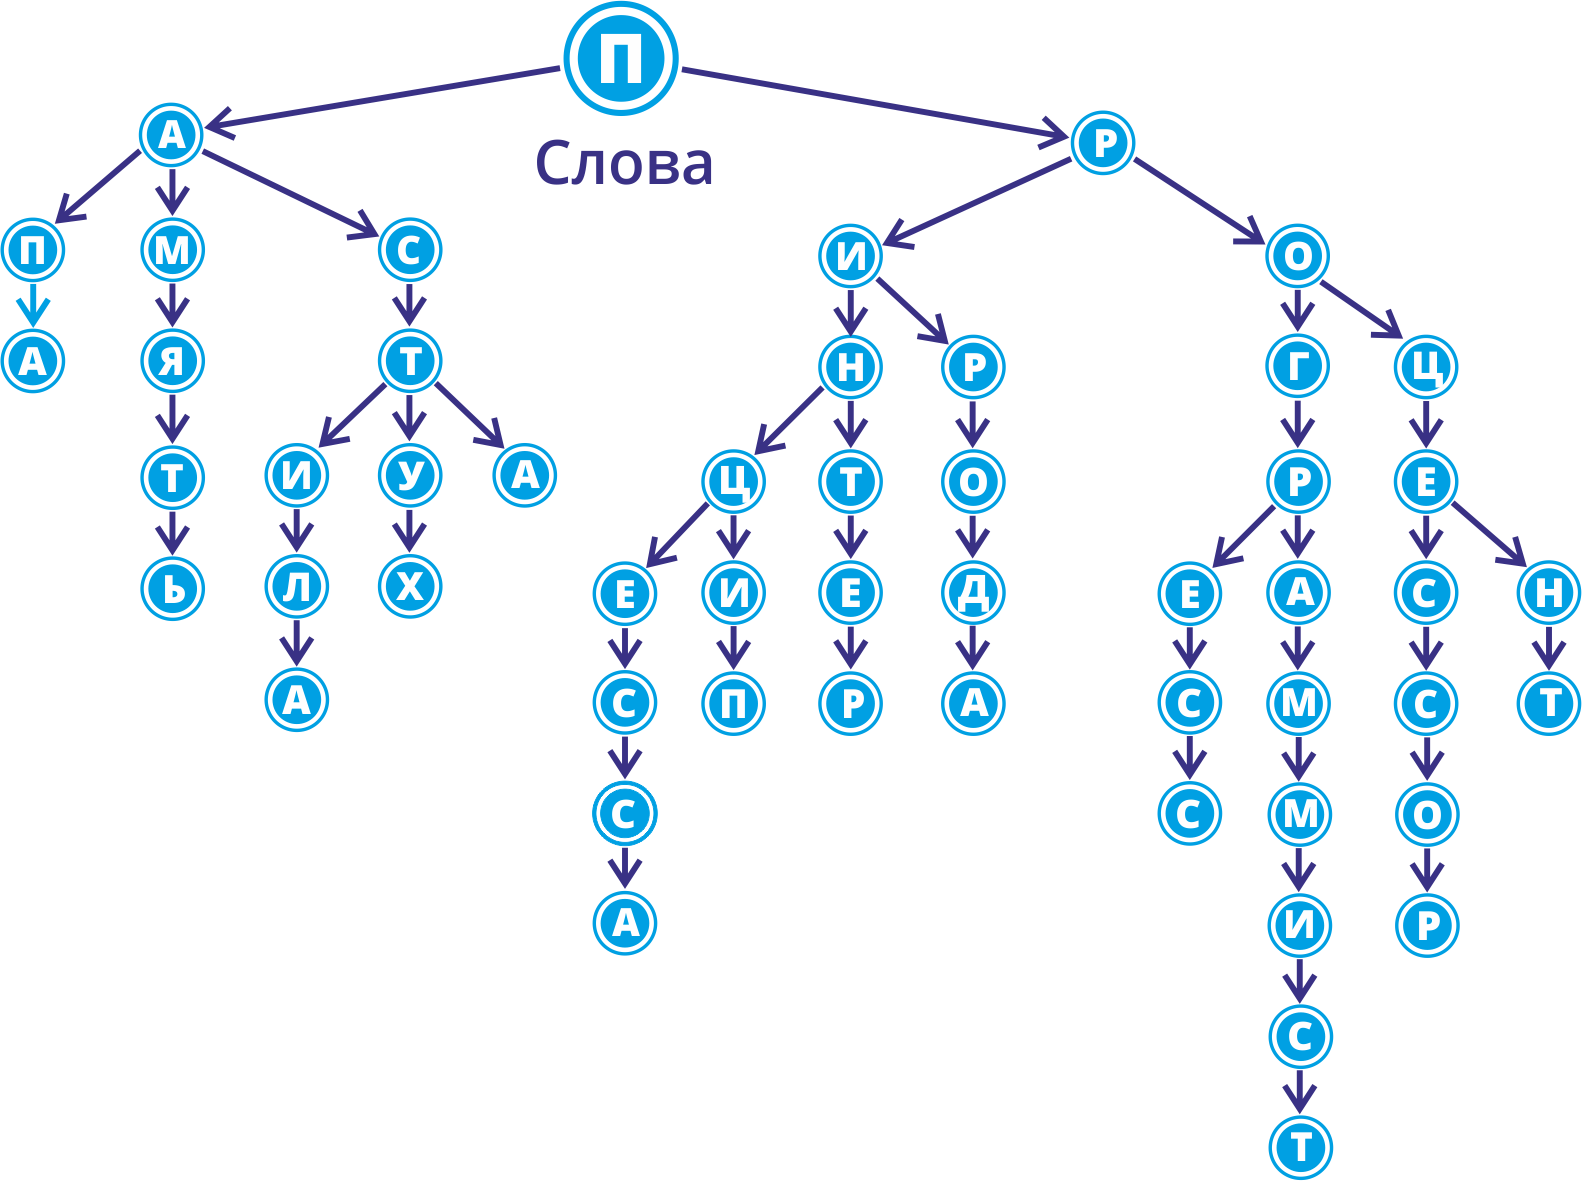 П
А
Р
Слова
П М С И О
А Я Т Н Р Г Ц
Т И У А Ц Т О Р Е
Ь Л Х Е И Е Д Е А С Н
А С П Р А С М С Т
С С М О
А И Р
С
Т